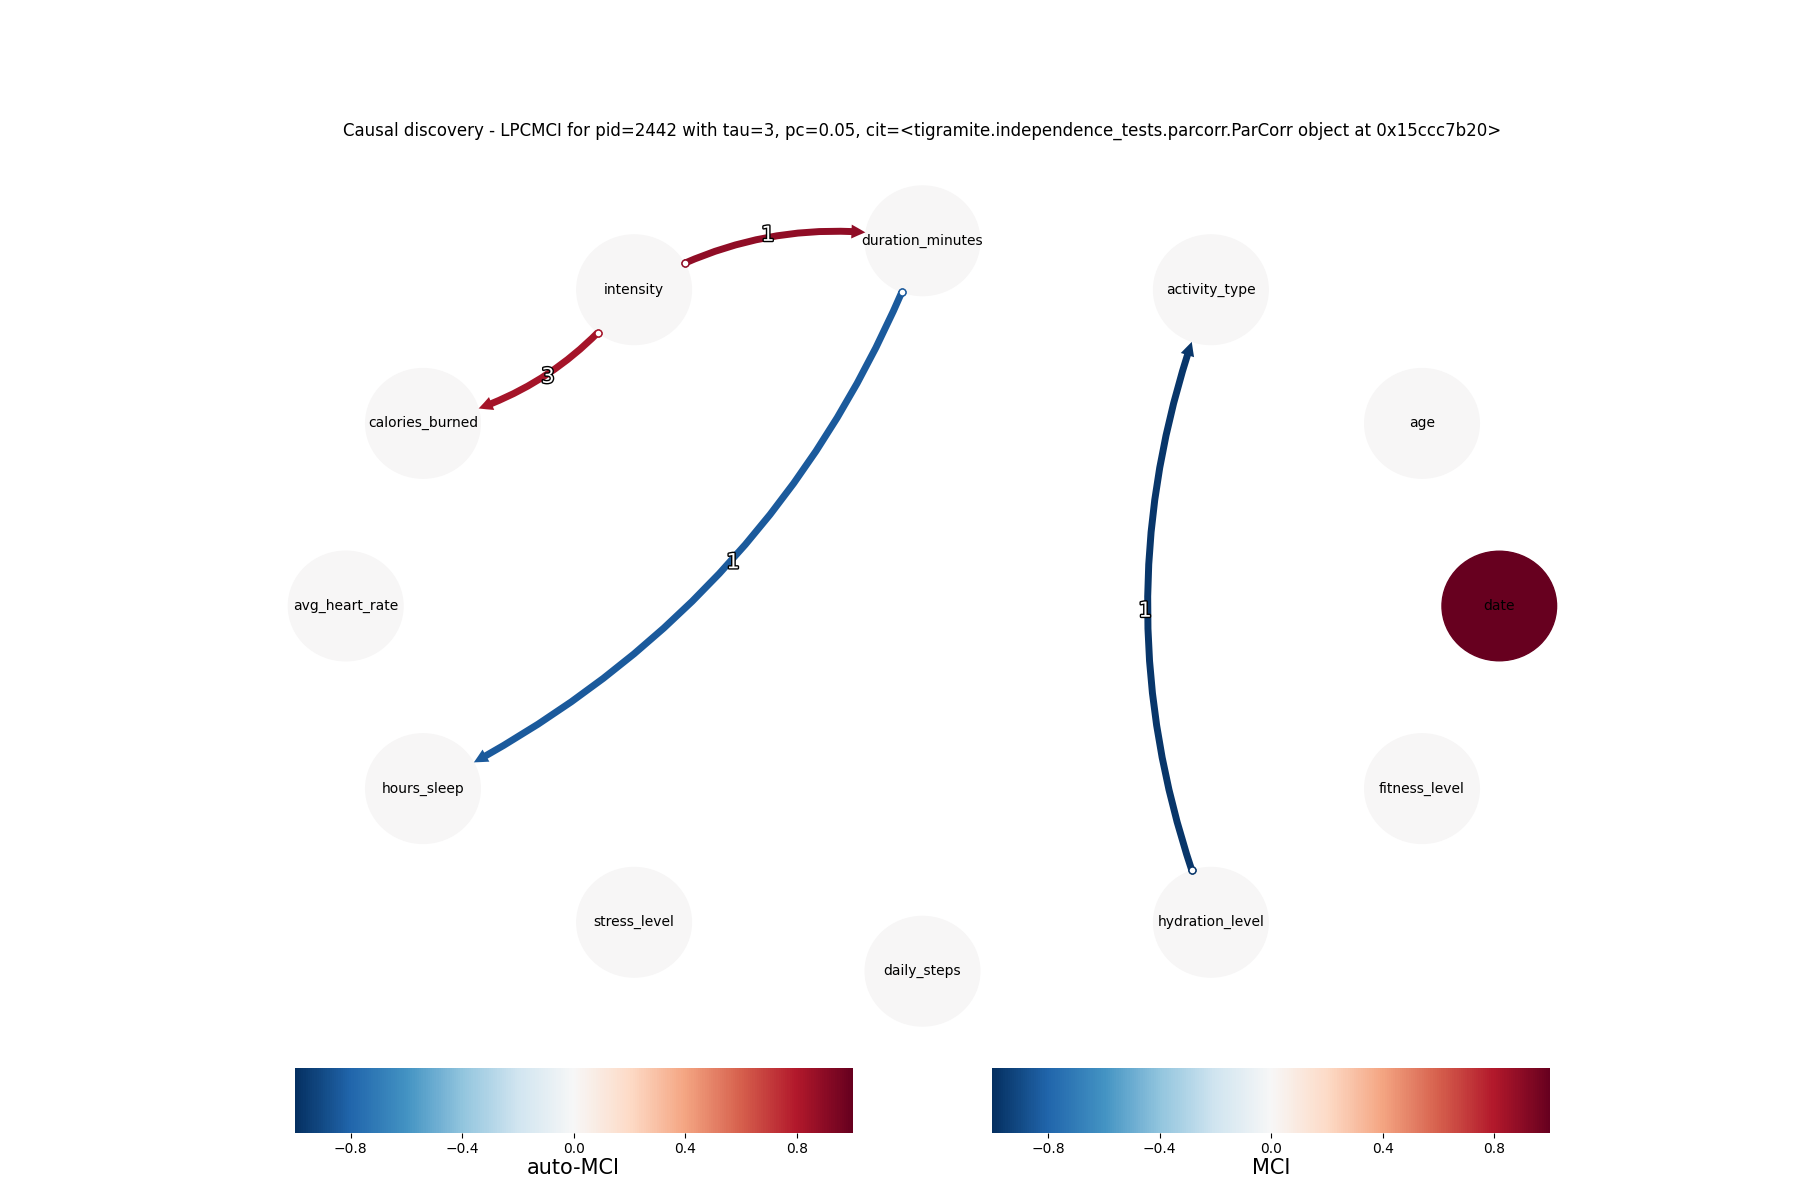 Causal discovery - LPCMCI for pid=2442 with tau=3, pc=0.05, cit=<tigramite.independence_tests.parcorr.ParCorr object at 0x15ccc7b20>
1
duration_minutes
intensity
activity_type
3
calories_burned
age
1
avg_heart_rate
1
date
hours_sleep
fitness_level
stress_level
hydration_level
daily_steps
−0.8 −0.4 0.0 0.4 0.8
auto-MCI
−0.8 −0.4 0.0 0.4 0.8
MCI